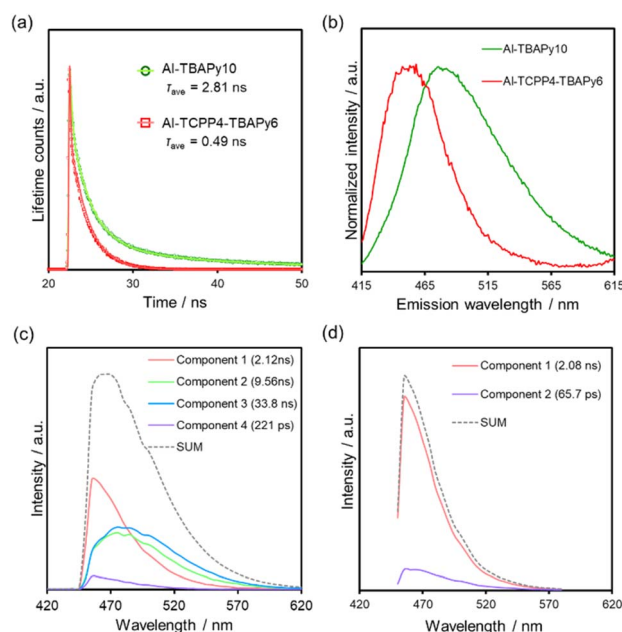 (a)
Lifetime counts / a.u.
Al-TBAPy10
τave = 2.81 ns
Al-TCPP4-TBAPy6
τave = 0.49 ns
20 30 40 50
Time / ns
(b)
Normalized intensity / a.u.
Al-TBAPy10
Al-TCPP4-TBAPy6
415 465 515 565 615
Emission wavelength / nm
(c)
Intensity / a.u.
Component 1 (2.12ns)
Component 2 (9.56ns)
Component 3 (33.8 ns)
Component 4 (221 ps)
SUM
420 470 520 570 620
Wavelength / nm
(d)
Intensity / a.u.
Component 1 (2.08 ns)
Component 2 (65.7 ps)
SUM
420 470 520 570 620
Wavelength / nm